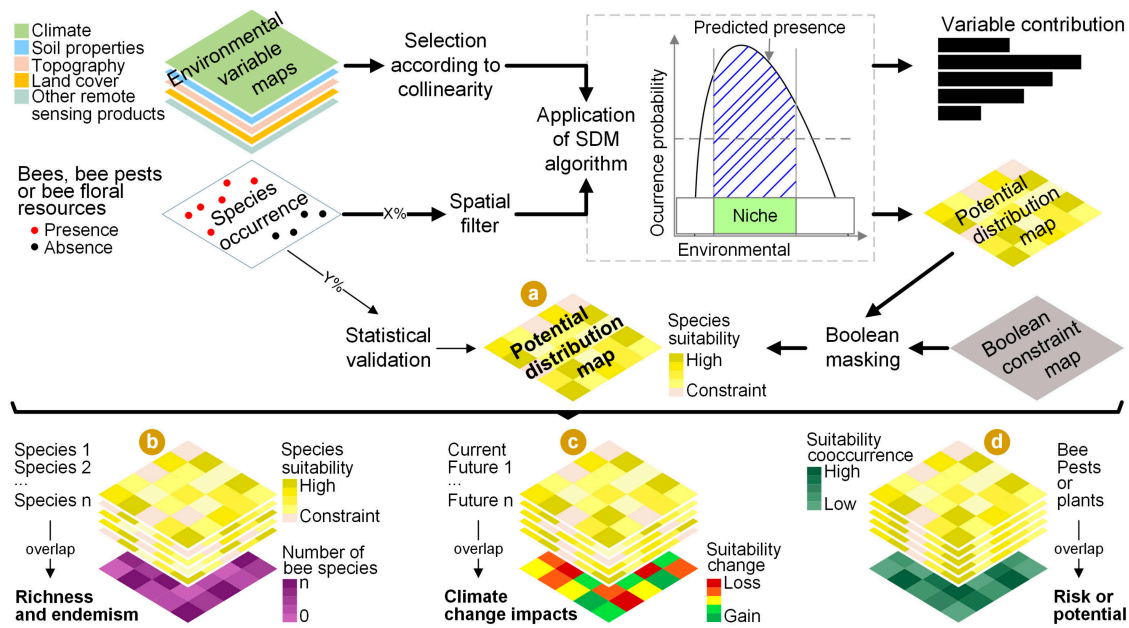 Climate
Soil properties
Topography
Land cover
Other remote
sensing products
Environmental
variable
maps
Selection
according to
collinearity
Application
of SDM
algorithm
Predicted presence
Ocurrence probability
Niche
Environmental
Variable contribution
Bees, bee pests
or bee floral
resources
Presence
Absence
Species
occurrence
X%
Spatial
filter
Potential
distribution
map
Y%
Statistical
validation
a
Potential
distribution
map
Species
suitability
High
Constraint
Boolean
masking
Boolean
constraint
map
b
Species 1
Species 2
...
Species n
overlap
Richness
and endemism
Species
suitability
High
Constraint
Number of
bee species
n
0
c
Current
Future 1
...
Future n
overlap
Climate
change impacts
Suitability
change
Loss
Gain
d
Suitability
cooccurrence
High
Low
Bee
Pests
or
plants
overlap
Risk or
potential